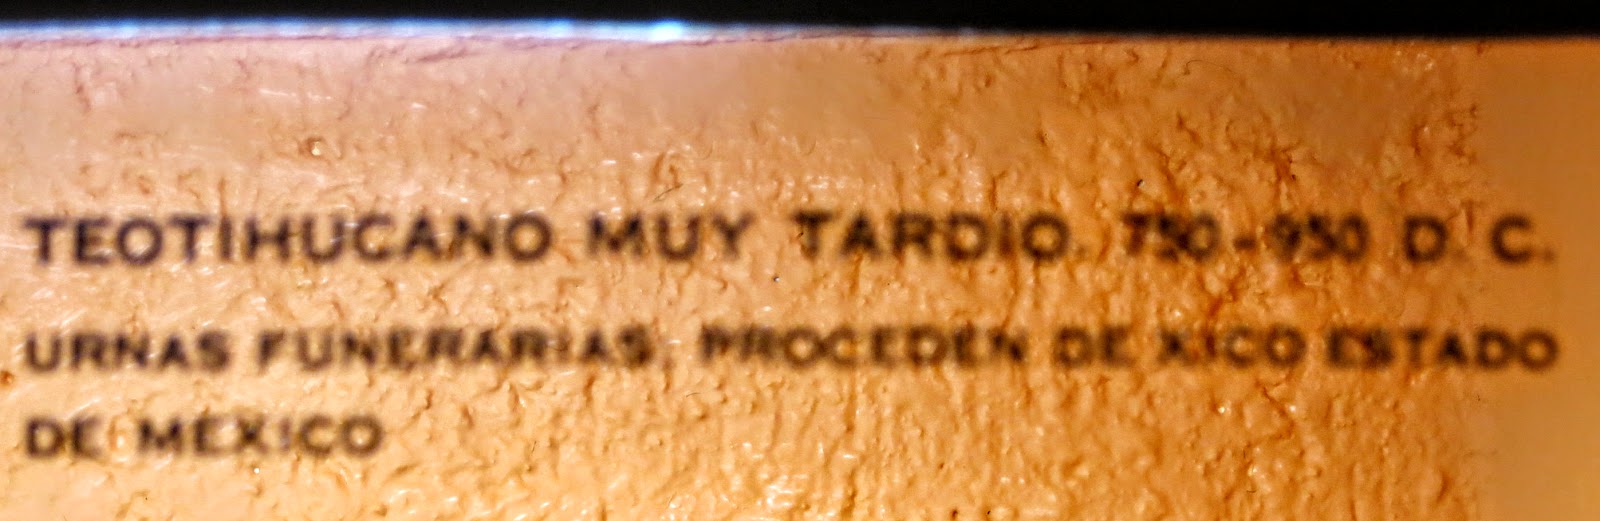 TEOTIHUCANO MUY TARDIO. 750-950 D. C.
URNAS FUNERARIAS, PROCEDEN DE XICO ESTADO
DE MEXICO